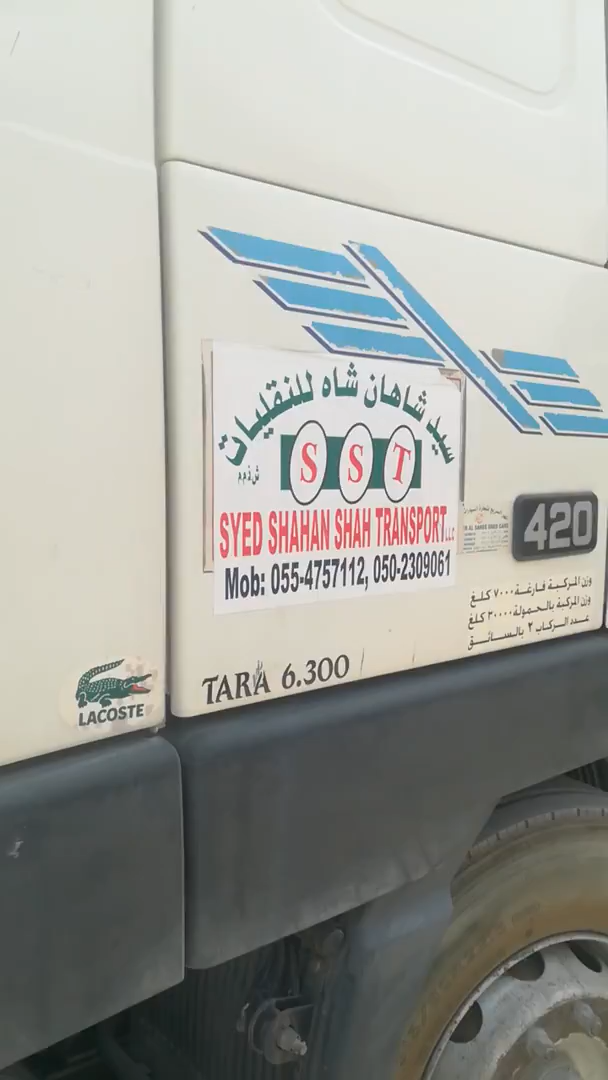 سيد شاهان شاه للنقليات
ش ذ م م
S S T
SYED SHAHAN SHAH TRANSPORT LLC
Mob: 055-4757112, 050-2309061
420
وزن المركبة فارغة ٧٠٠٠ كلغ
وزن المركبة بالحمولة ٣٠٠٠٠ كلغ
عدد الركاب ٢ بالسائق
TARA 6.300
LACOSTE